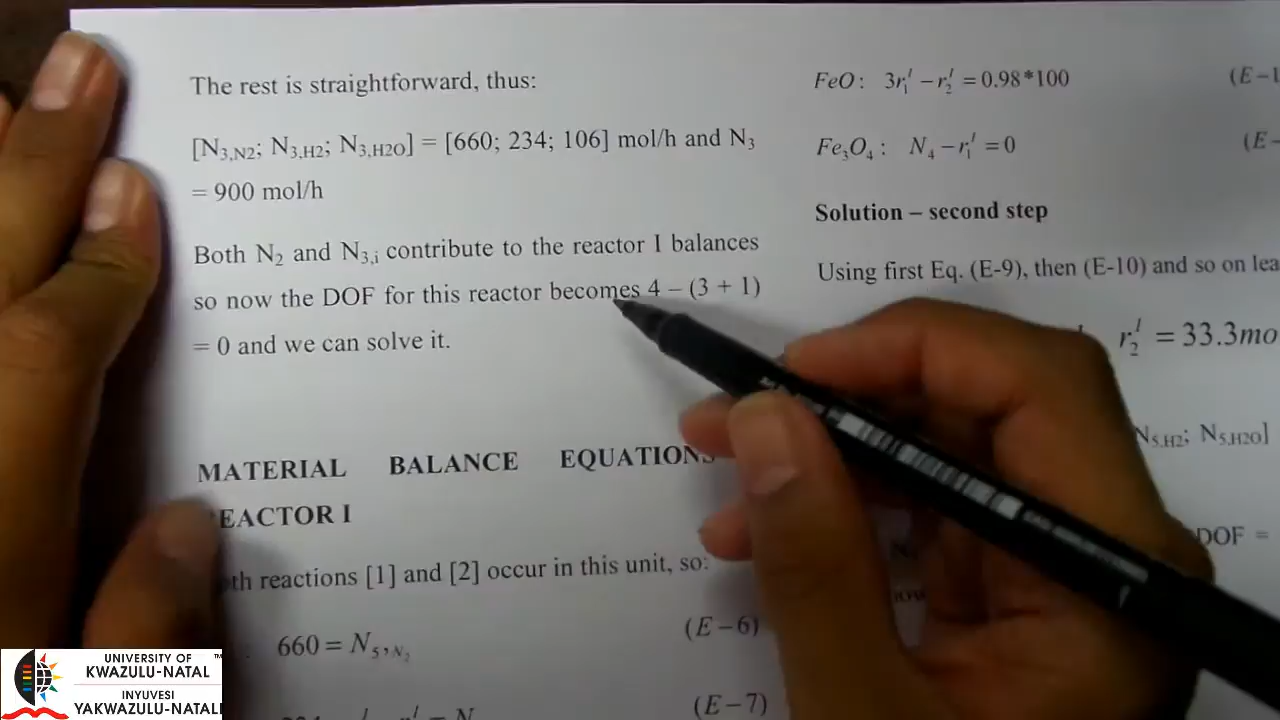 The rest is straightforward, thus:
[N3,N2; N3,H2; N3,H2O] = [660; 234; 106] mol/h and N3
= 900 mol/h
Both N2 and N3,i contribute to the reactor I balances
so now the DOF for this reactor becomes 4 – (3 + 1)
= 0 and we can solve it.
MATERIAL BALANCE EQUATIONS
EACTOR I
th reactions [1] and [2] occur in this unit, so:
660 = N5,N2 (E-6)
(E-7)
FeO: 3r1^I - r2^I = 0.98*100 (E-1
Fe3O4: N4 - r1^I = 0 (E-
Solution – second step
Using first Eq. (E-9), then (E-10) and so on lea
r2^I = 33.3mo
N5,H2; N5,H2O]
DOF =
UNIVERSITY OF ™
KWAZULU-NATAL
INYUVESI
YAKWAZULU-NATALI